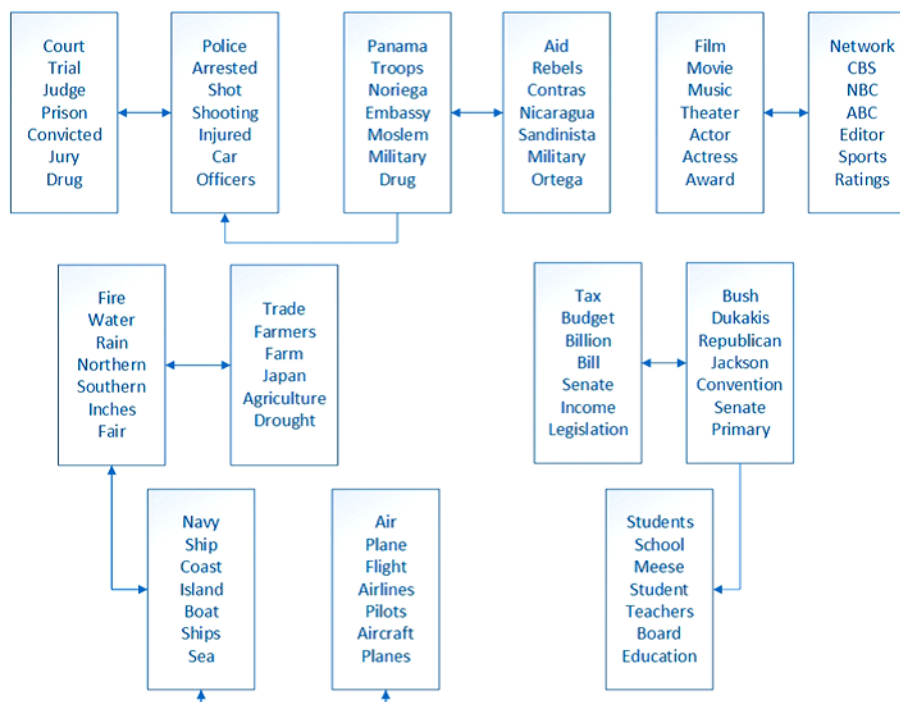 Court
Trial
Judge
Prison
Convicted
Jury
Drug
Police
Arrested
Shot
Shooting
Injured
Car
Officers
Panama
Troops
Noriega
Embassy
Moslem
Military
Drug
Aid
Rebels
Contras
Nicaragua
Sandinista
Military
Ortega
Film
Movie
Music
Theater
Actor
Actress
Award
Network
CBS
NBC
ABC
Editor
Sports
Ratings
Fire
Water
Rain
Northern
Southern
Inches
Fair
Trade
Farmers
Farm
Japan
Agriculture
Drought
Tax
Budget
Billion
Bill
Senate
Income
Legislation
Bush
Dukakis
Republican
Jackson
Convention
Senate
Primary
Navy
Ship
Coast
Island
Boat
Ships
Sea
Air
Plane
Flight
Airlines
Pilots
Aircraft
Planes
Students
School
Meese
Student
Teachers
Board
Education